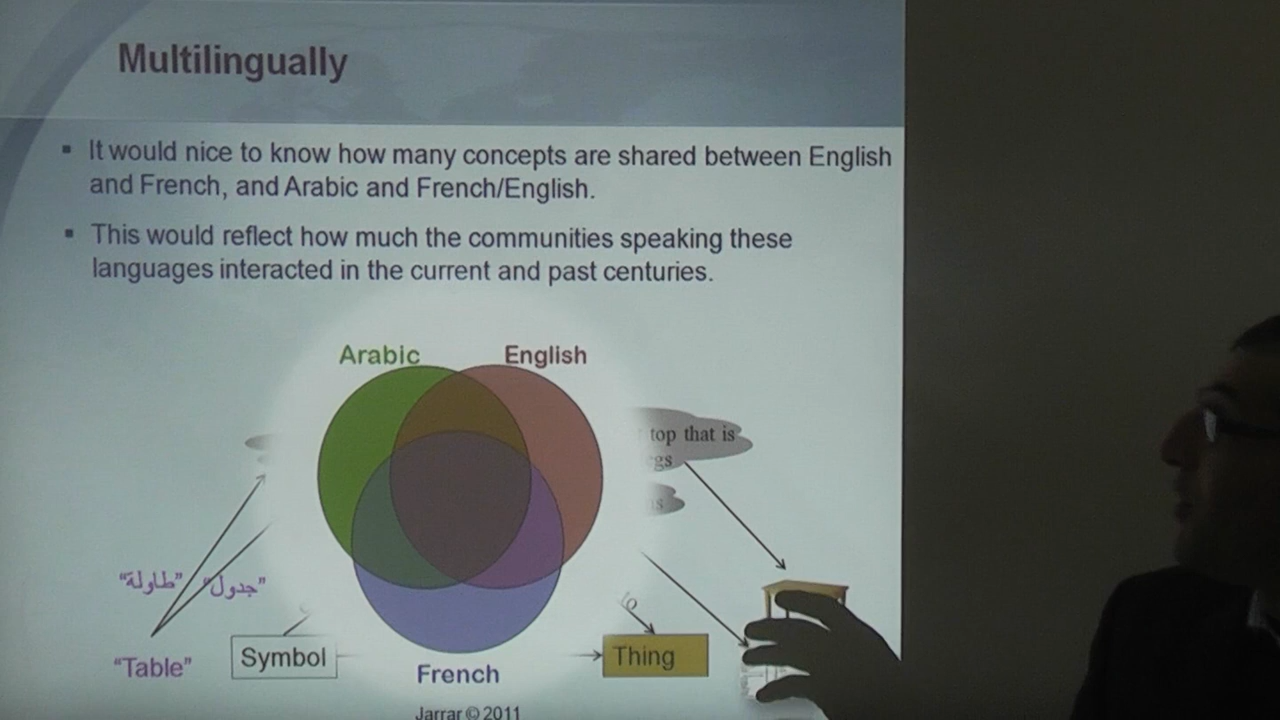 Multilingually
▪ It would nice to know how many concepts are shared between English
and French, and Arabic and French/English.
▪ This would reflect how much the communities speaking these
languages interacted in the current and past centuries.
Arabic
English
top that is
egs
"طاولة"
"جدول"
to
"Table"
Symbol
Thing
French
Jarrar © 2011